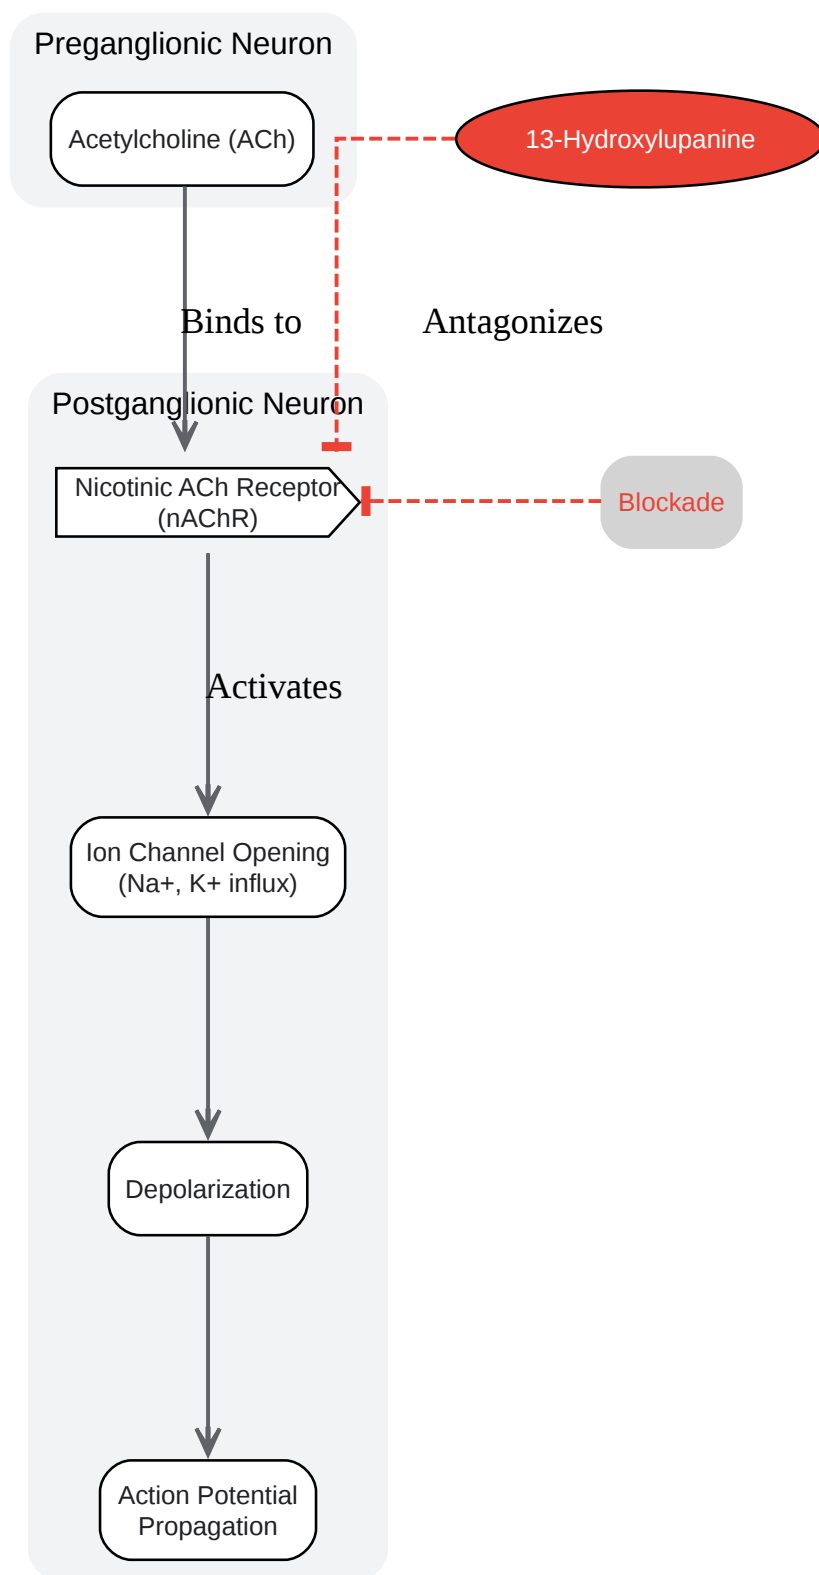 Preganglionic Neuron
Acetylcholine (ACh)
13-Hydroxylupanine
Binds to
Antagonizes
Postganglionic Neuron
Nicotinic ACh Receptor
(nAChR)
Blockade
Activates
Ion Channel Opening
(Na+, K+ influx)
Depolarization
Action Potential
Propagation